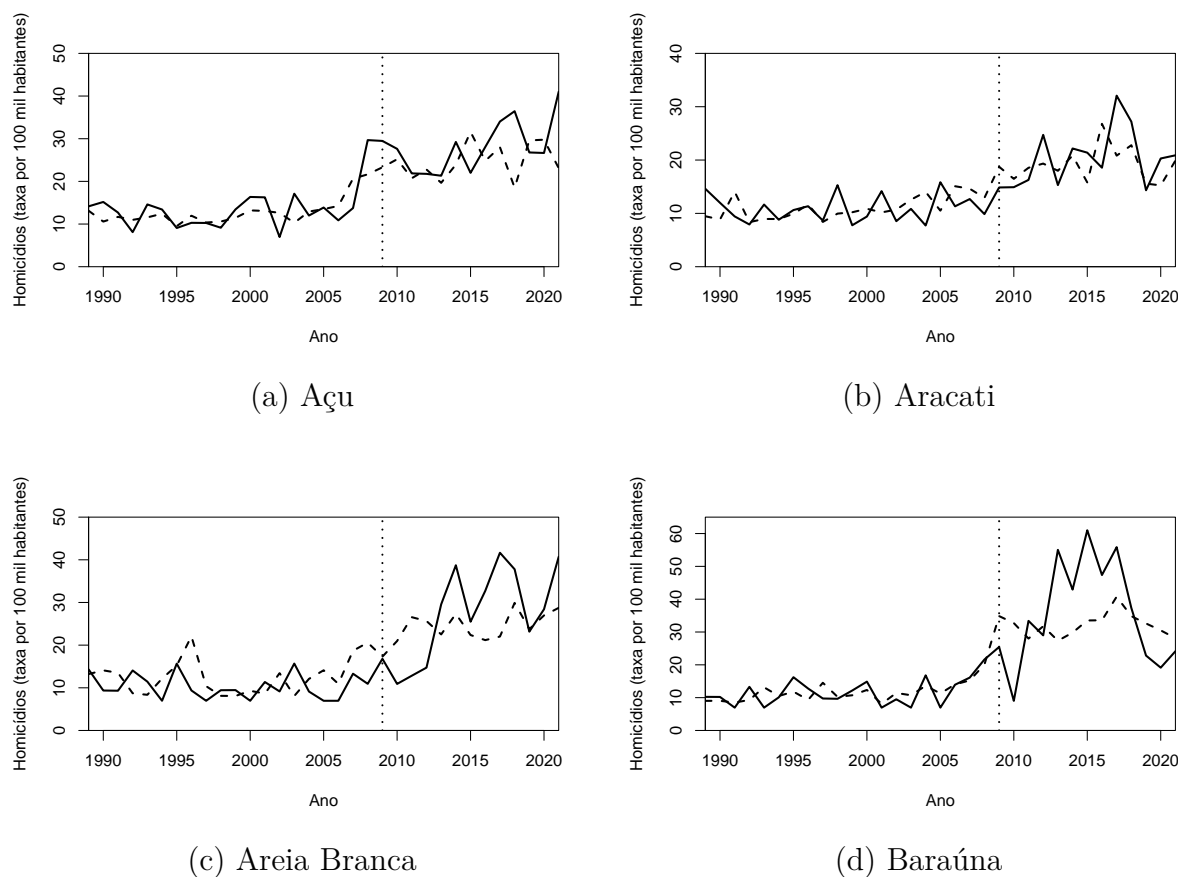 Homicídios (taxa por 100 mil habitantes)
0 10 20 30 40 50
1990 1995 2000 2005 2010 2015 2020
Ano
(a) Açu
Homicídios (taxa por 100 mil habitantes)
0 10 20 30 40
1990 1995 2000 2005 2010 2015 2020
Ano
(b) Aracati
Homicídios (taxa por 100 mil habitantes)
0 10 20 30 40 50
1990 1995 2000 2005 2010 2015 2020
Ano
(c) Areia Branca
Homicídios (taxa por 100 mil habitantes)
0 10 20 30 40 50 60
1990 1995 2000 2005 2010 2015 2020
Ano
(d) Baraúna